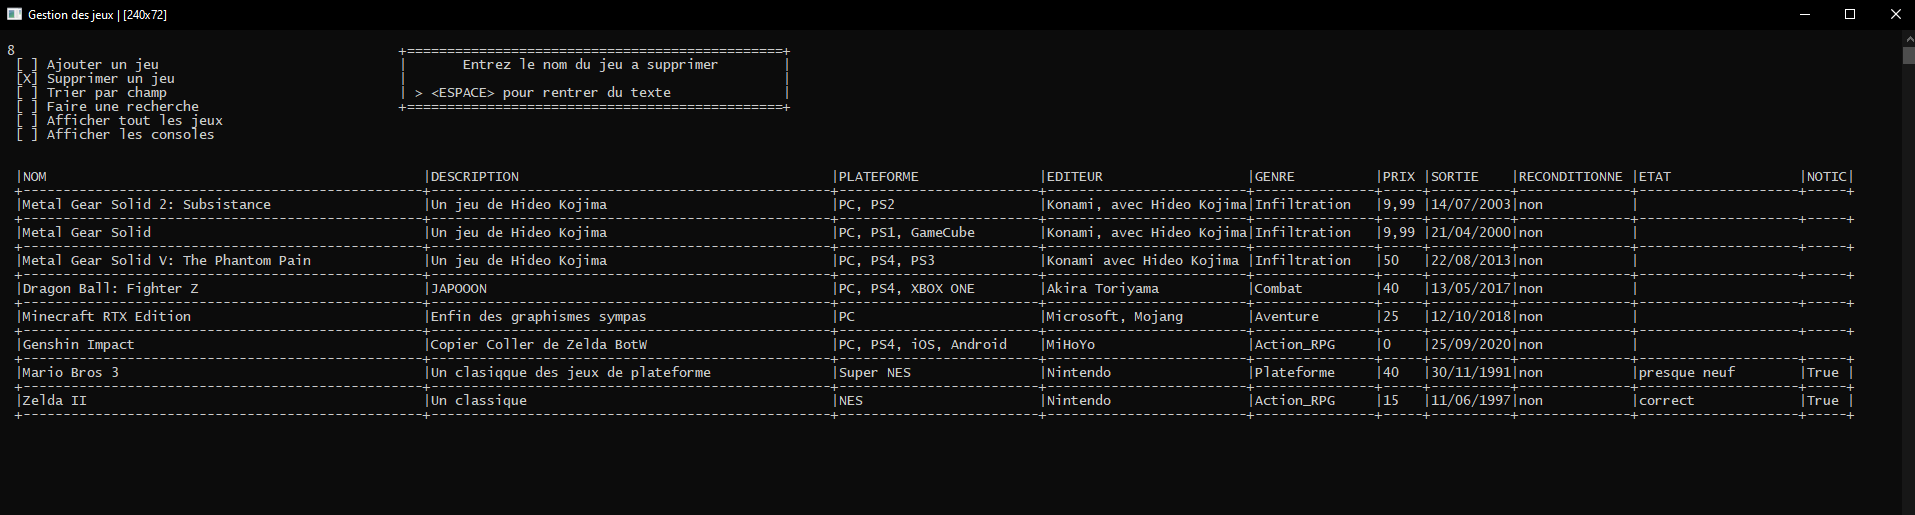 Gestion des jeux | [240x72]
8
[ ] Ajouter un jeu
[X] Supprimer un jeu
[ ] Trier par champ
[ ] Faire une recherche
[ ] Afficher tout les jeux
[ ] Afficher les consoles
Entrez le nom du jeu a supprimer
> <ESPACE> pour rentrer du texte
|NOM |DESCRIPTION |PLATEFORME |EDITEUR |GENRE |PRIX |SORTIE |RECONDITIONNE |ETAT |NOTIC|
|Metal Gear Solid 2: Subsistance |Un jeu de Hideo Kojima |PC, PS2 |Konami, avec Hideo Kojima|Infiltration |9,99 |14/07/2003|non |
|Metal Gear Solid |Un jeu de Hideo Kojima |PC, PS1, GameCube |Konami, avec Hideo Kojima|Infiltration |9,99 |21/04/2000|non |
|Metal Gear Solid V: The Phantom Pain |Un jeu de Hideo Kojima |PC, PS4, PS3 |Konami avec Hideo Kojima |Infiltration |50 |22/08/2013|non |
|Dragon Ball: Fighter Z |JAPOOON |PC, PS4, XBOX ONE |Akira Toriyama |Combat |40 |13/05/2017|non |
|Minecraft RTX Edition |Enfin des graphismes sympas |PC |Microsoft, Mojang |Aventure |25 |12/10/2018|non |
|Genshin Impact |Copier Coller de Zelda BotW |PC, PS4, iOS, Android |MiHoYo |Action_RPG |0 |25/09/2020|non |
|Mario Bros 3 |Un clasiqque des jeux de plateforme |Super NES |Nintendo |Plateforme |40 |30/11/1991|non |presque neuf |True |
|Zelda II |Un classique |NES |Nintendo |Action_RPG |15 |11/06/1997|non |correct |True |